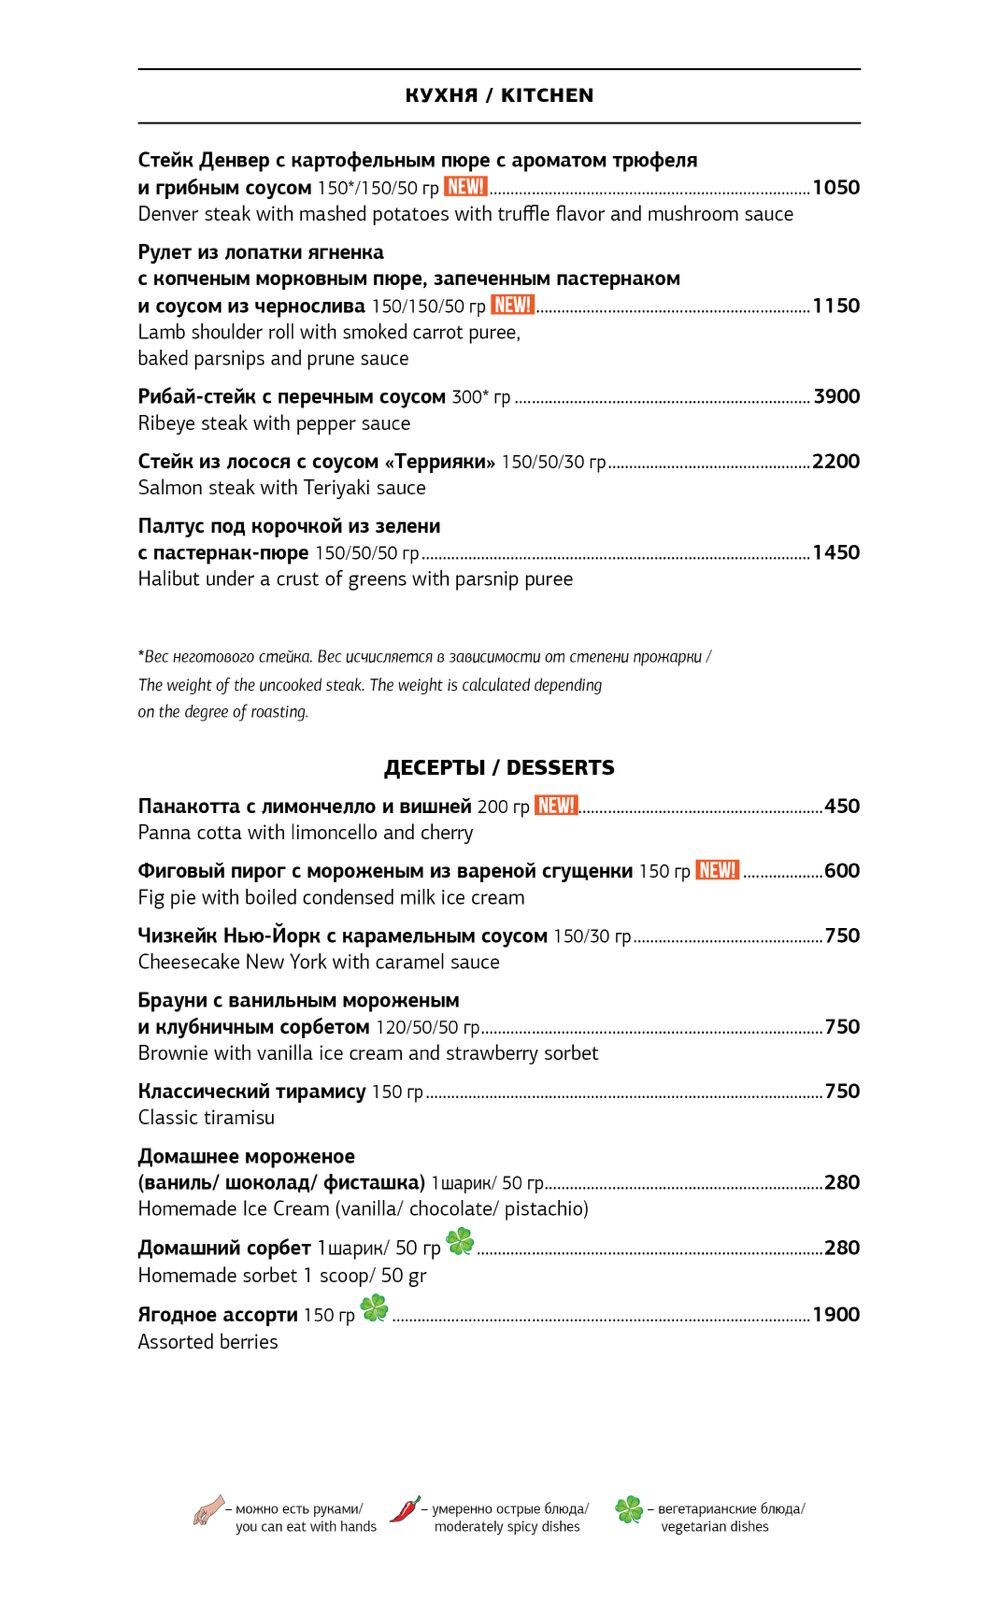 КУХНЯ / KITCHEN
Стейк Денвер с картофельным пюре с ароматом трюфеля
и грибным соусом 150*/150/50 гр NEW!........................................................1050
Denver steak with mashed potatoes with truffle flavor and mushroom sauce
Рулет из лопатки ягненка
с копченым морковным пюре, запеченным пастернаком
и соусом из чернослива 150/150/50 гр NEW!................................................1150
Lamb shoulder roll with smoked carrot puree,
baked parsnips and prune sauce
Рибай-стейк с перечным соусом 300* гр ....................................................3900
Ribeye steak with pepper sauce
Стейк из лосося с соусом «Террияки» 150/50/30 гр....................................2200
Salmon steak with Teriyaki sauce
Палтус под корочкой из зелени
с пастернак-пюре 150/50/50 гр....................................................................1450
Halibut under a crust of greens with parsnip puree
*Вес неготового стейка. Вес исчисляется в зависимости от степени прожарки /
The weight of the uncooked steak. The weight is calculated depending
on the degree of roasting.
ДЕСЕРТЫ / DESSERTS
Панакотта с лимончелло и вишней 200 гр NEW!..........................................450
Panna cotta with limoncello and cherry
Фиговый пирог с мороженым из вареной сгущенки 150 гр NEW! ..............600
Fig pie with boiled condensed milk ice cream
Чизкейк Нью-Йорк с карамельным соусом 150/30 гр.................................750
Cheesecake New York with caramel sauce
Брауни с ванильным мороженым
и клубничным сорбетом 120/50/50 гр..........................................................750
Brownie with vanilla ice cream and strawberry sorbet
Классический тирамису 150 гр.....................................................................750
Classic tiramisu
Домашнее мороженое
(ваниль/ шоколад/ фисташка) 1шарик/ 50 гр................................................280
Homemade Ice Cream (vanilla/ chocolate/ pistachio)
Домашний сорбет 1шарик/ 50 гр ..............................................................280
Homemade sorbet 1 scoop/ 50 gr
Ягодное ассорти 150 гр ..........................................................................1900
Assorted berries
– можно есть руками/
you can eat with hands
– умеренно острые блюда/
moderately spicy dishes
– вегетарианские блюда/
vegetarian dishes